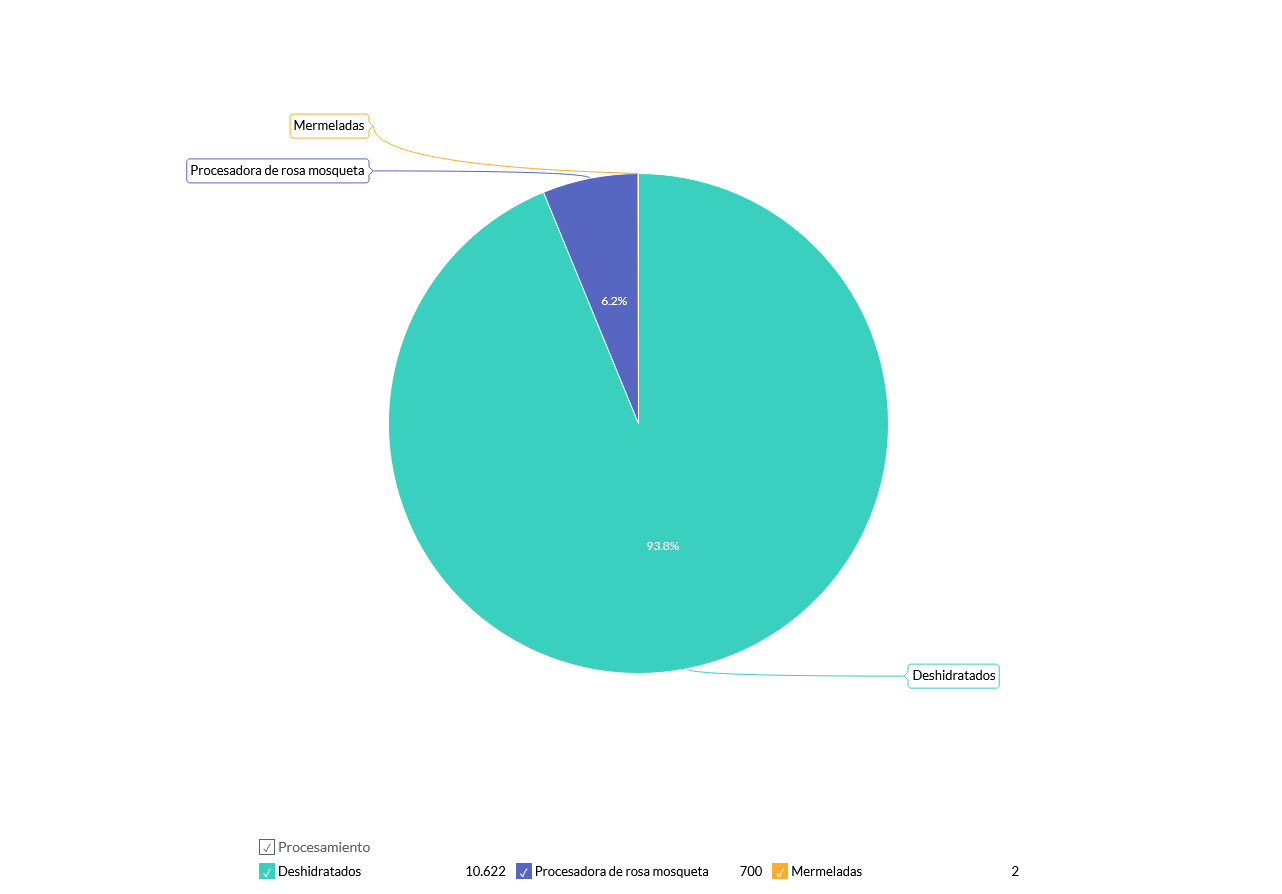 Mermeladas
Procesadora de rosa mosqueta
6.2%
93.8%
Deshidratados
Procesamiento
Deshidratados 10.622 Procesadora de rosa mosqueta 700 Mermeladas 2